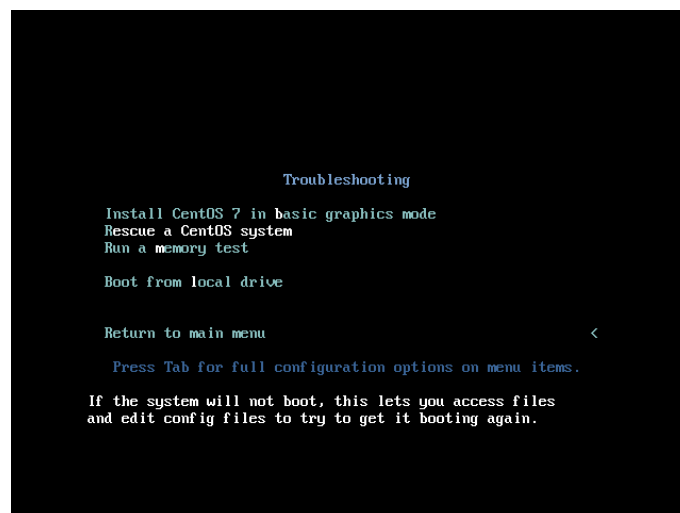 Troubleshooting
Install CentOS 7 in basic graphics mode
Rescue a CentOS system
Run a memory test
Boot from local drive
Return to main menu <
Press Tab for full configuration options on menu items.
If the system will not boot, this lets you access files
and edit config files to try to get it booting again.